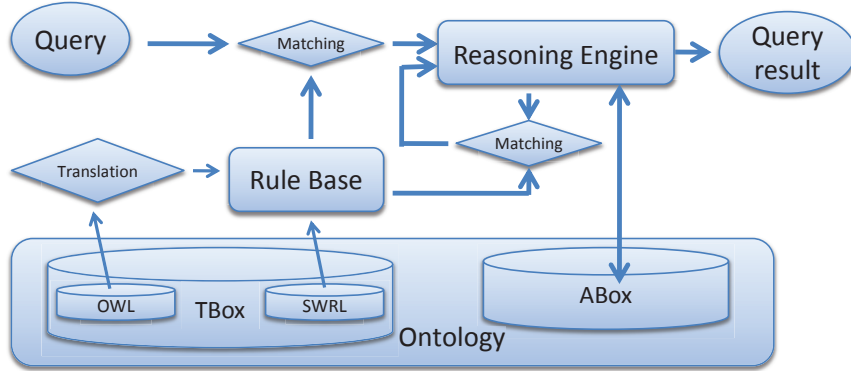 Query
Matching
Reasoning Engine
Query
result
Matching
Translation
Rule Base
OWL
TBox
SWRL
ABox
Ontology